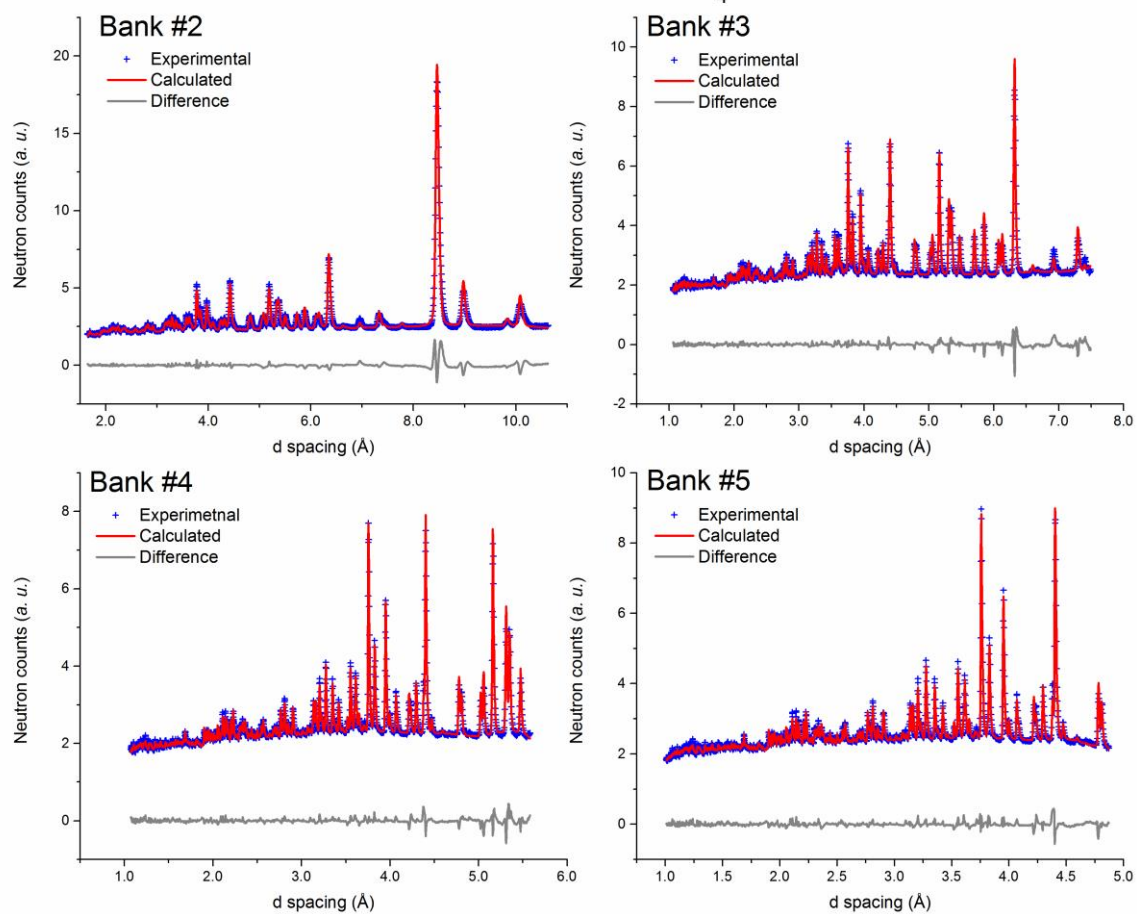 Bank #2
Experimental
Calculated
Difference
Neutron counts (a. u.)
20
15
10
5
0
2.0 4.0 6.0 8.0 10.0
d spacing (Å)
Bank #3
Experimental
Calculated
Difference
Neutron counts (a. u.)
10
8
6
4
2
0
-2
1.0 2.0 3.0 4.0 5.0 6.0 7.0 8.0
d spacing (Å)
Bank #4
Experimetnal
Calculated
Difference
Neutron counts (a. u.)
8
6
4
2
0
1.0 2.0 3.0 4.0 5.0 6.0
d spacing (Å)
Bank #5
Experimental
Calculated
Difference
Neutron counts (a. u.)
10
8
6
4
2
0
1.0 1.5 2.0 2.5 3.0 3.5 4.0 4.5 5.0
d spacing (Å)